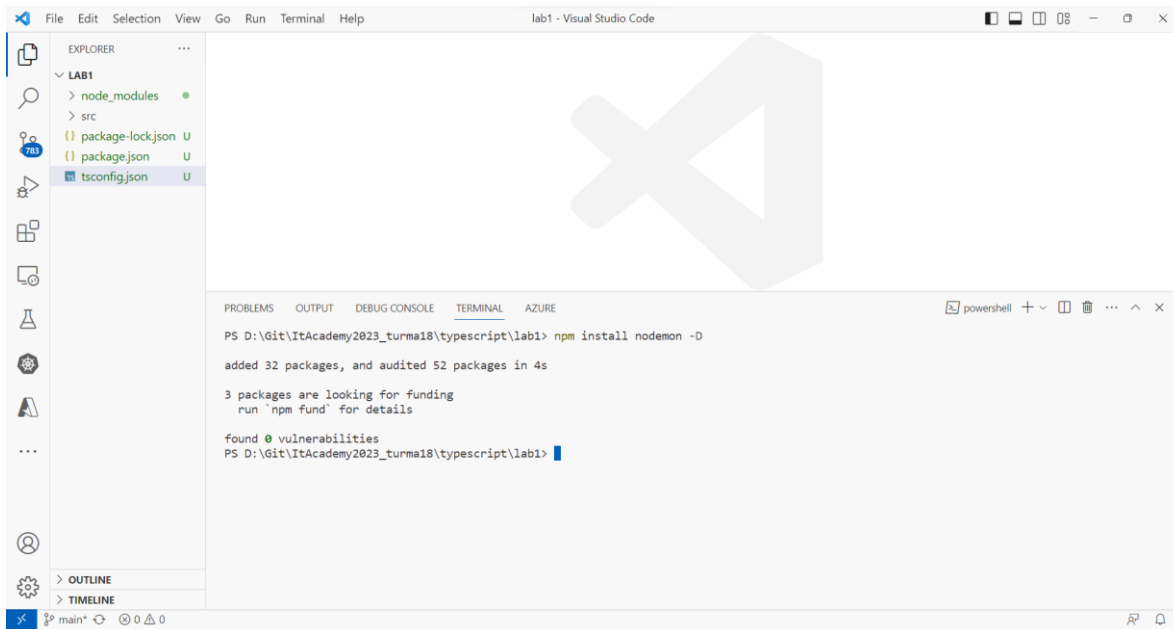 File Edit Selection View Go Run Terminal Help
lab1 - Visual Studio Code
EXPLORER
LAB1
node_modules
src
package-lock.json U
package.json U
tsconfig.json U
783
PROBLEMS OUTPUT DEBUG CONSOLE TERMINAL AZURE
powershell
PS D:\Git\ItAcademy2023_turma18\typescript\lab1> npm install nodemon -D
added 32 packages, and audited 52 packages in 4s
3 packages are looking for funding
run `npm fund` for details
found 0 vulnerabilities
PS D:\Git\ItAcademy2023_turma18\typescript\lab1>
OUTLINE
TIMELINE
main* 0 0